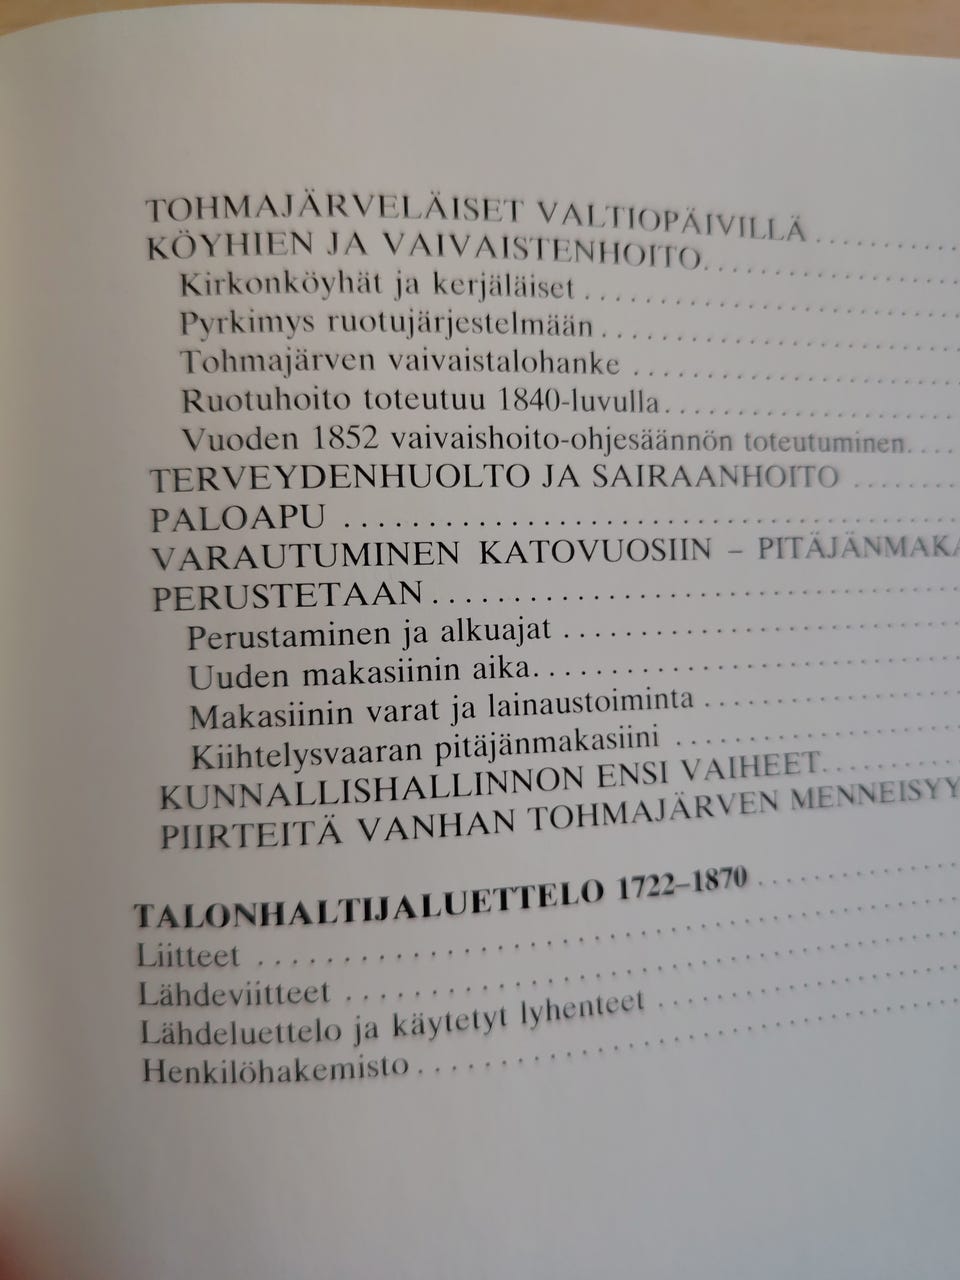 TOHMAJÄRVELÄISET VALTIOPÄIVILLÄ ..........
KÖYHIEN JA VAIVAISTENHOITO..........
Kirkonköyhät ja kerjäläiset ..........
Pyrkimys ruotujärjestelmään ..........
Tohmajärven vaivaistalohanke ..........
Ruotuhoito toteutuu 1840-luvulla..........
Vuoden 1852 vaivaishoito-ohjesäännön toteutuminen....
TERVEYDENHUOLTO JA SAIRAANHOITO ..........
PALOAPU ..........
VARAUTUMINEN KATOVUOSIIN – PITÄJÄNMAKA
PERUSTETAAN..........
Perustaminen ja alkuajat ..........
Uuden makasiinin aika..........
Makasiinin varat ja lainaustoiminta ..........
Kiihtelysvaaran pitäjänmakasiini ..........
KUNNALLISHALLINNON ENSI VAIHEET..........
PIIRTEITÄ VANHAN TOHMAJÄRVEN MENNEISYY
TALONHALTIJALUETTELO 1722–1870 ..........
Liitteet ..........
Lähdeviitteet ..........
Lähdeluettelo ja käytetyt lyhenteet ..........
Henkilöhakemisto..........